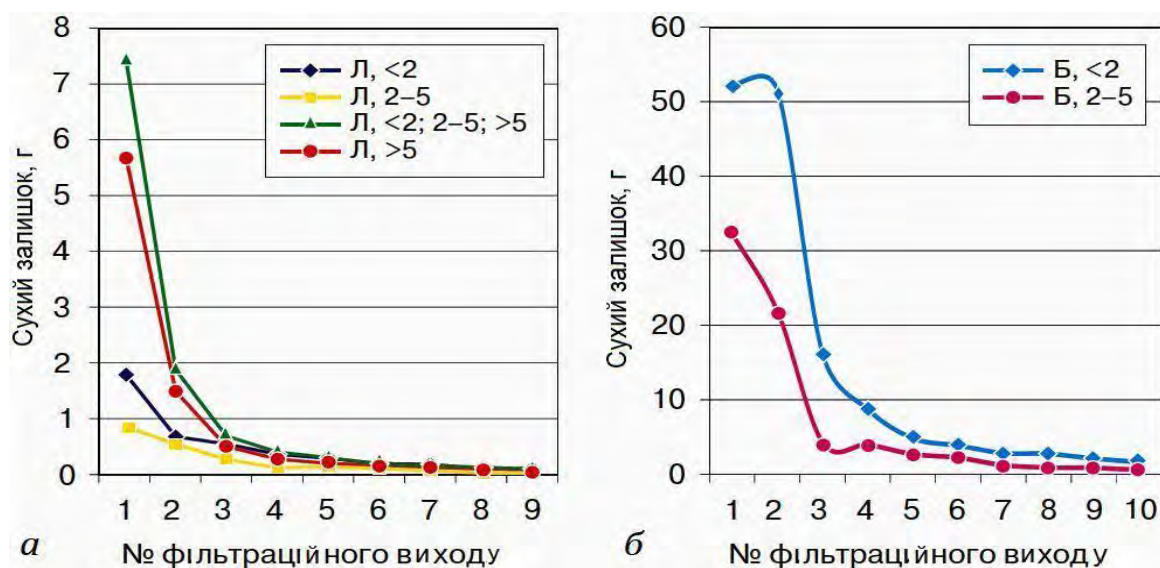 8
7
6
5
4
3
2
1
0
Сухий залишок, г
Л, <2
Л, 2–5
Л, <2; 2–5; >5
Л, >5
1 2 3 4 5 6 7 8 9
№ фільтраційного виходу
а
60
50
40
30
20
10
0
Сухий залишок, г
Б, <2
Б, 2–5
1 2 3 4 5 6 7 8 9 10
№ фільтраційного виходу
б